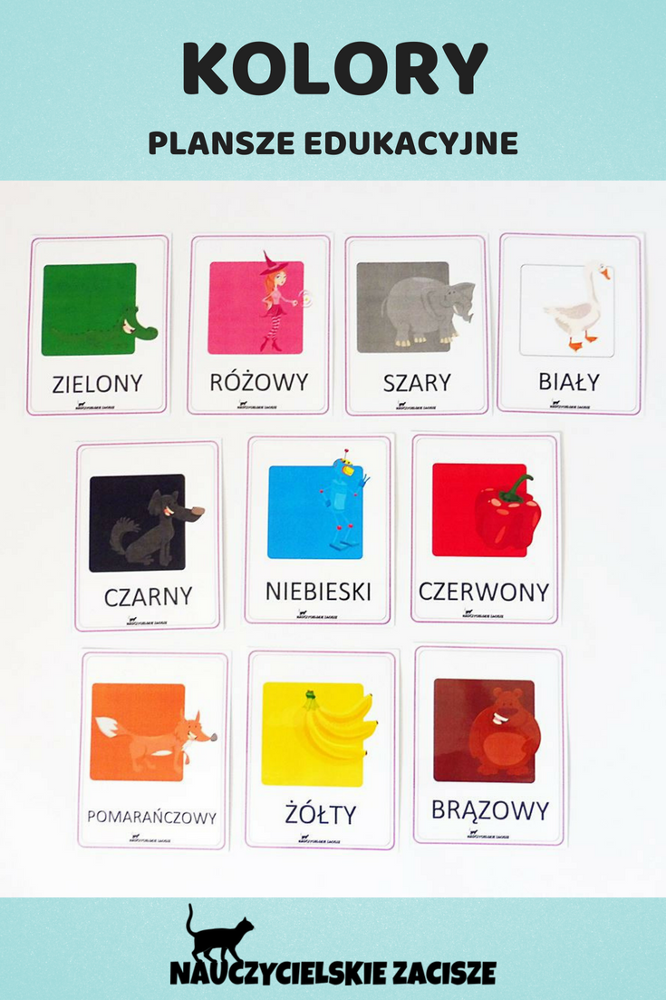 KOLORY
PLANSZE EDUKACYJNE
ZIELONY
NAUCZYCIELSKIE ZACISZE
RÓŻOWY
NAUCZYCIELSKIE ZACISZE
SZARY
NAUCZYCIELSKIE ZACISZE
BIAŁY
NAUCZYCIELSKIE ZACISZE
CZARNY
NAUCZYCIELSKIE ZACISZE
NIEBIESKI
NAUCZYCIELSKIE ZACISZE
CZERWONY
NAUCZYCIELSKIE ZACISZE
POMARAŃCZOWY
NAUCZYCIELSKIE ZACISZE
ŻÓŁTY
NAUCZYCIELSKIE ZACISZE
BRĄZOWY
NAUCZYCIELSKIE ZACISZE
NAUCZYCIELSKIE ZACISZE